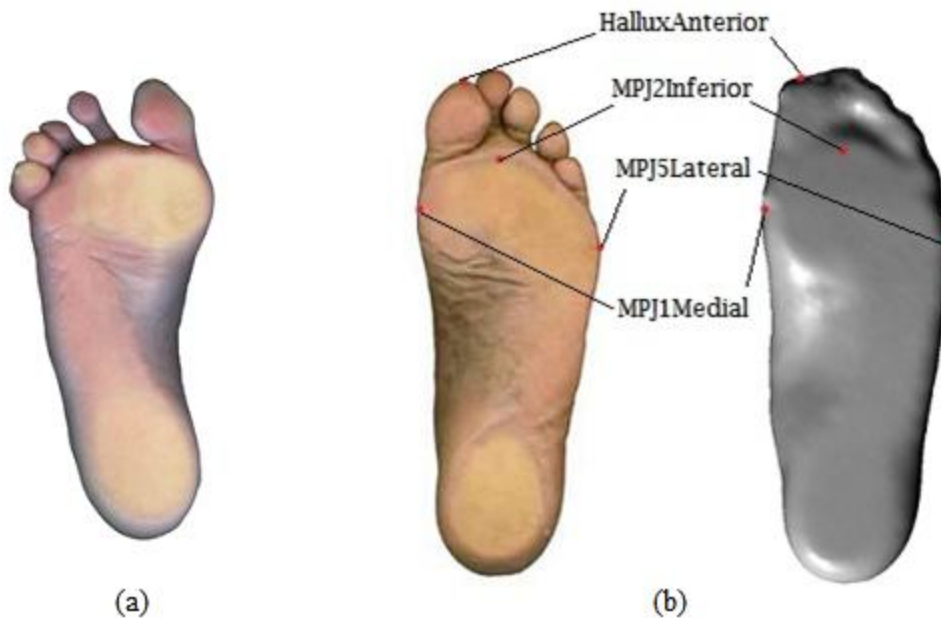 HalluxAnterior
MPJ2Inferior
MPJ5Lateral
MPJ1Medial
(a)
(b)